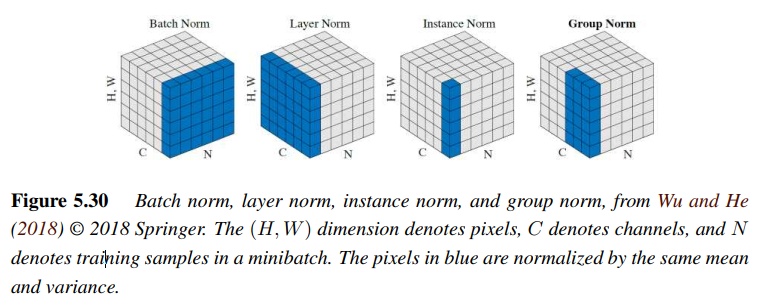 Batch Norm
Layer Norm
Instance Norm
Group Norm
H, W
H, W
H, W
H, W
C
N
C
N
C
N
C
N
Figure 5.30 Batch norm, layer norm, instance norm, and group norm, from Wu and He
(2018) © 2018 Springer. The (H, W) dimension denotes pixels, C denotes channels, and N
denotes training samples in a minibatch. The pixels in blue are normalized by the same mean
and variance.